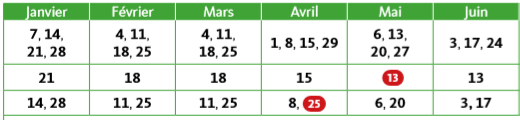 Janvier Février Mars Avril Mai Juin
7, 14, 4, 11, 4, 11, 1, 8, 15, 29 6, 13, 3, 17, 24
21, 28 18, 25 18, 25 20, 27
21 18 18 15 13 13
14, 28 11, 25 11, 25 8, 25 6, 20 3, 17